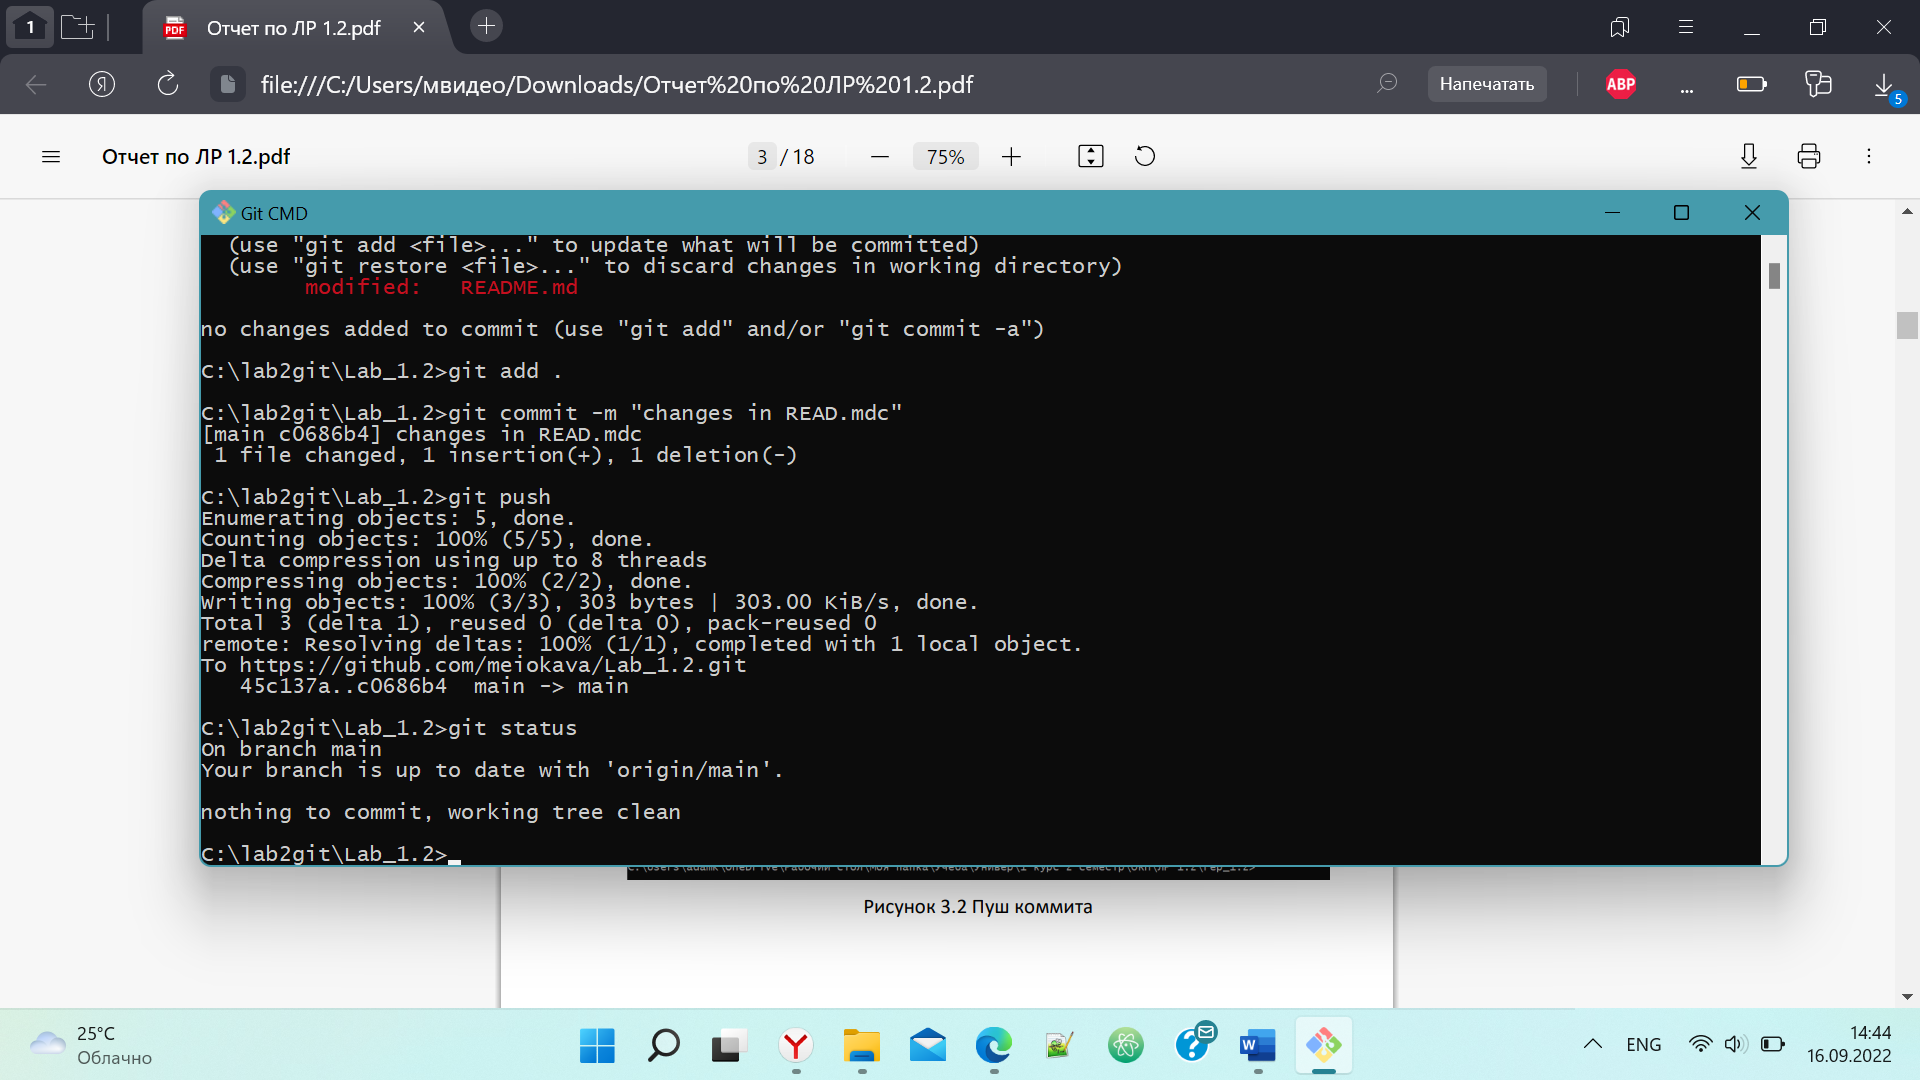 1
Отчет по ЛР 1.2.pdf
file:///C:/Users/мвидео/Downloads/Отчет%20по%20ЛР%201.2.pdf
Напечатать
ABP
...
5
Отчет по ЛР 1.2.pdf
3 / 18
75%
Git CMD
(use "git add <file>..." to update what will be committed)
(use "git restore <file>..." to discard changes in working directory)
modified:   README.md
no changes added to commit (use "git add" and/or "git commit -a")
C:\lab2git\Lab_1.2>git add .
C:\lab2git\Lab_1.2>git commit -m "changes in READ.mdc"
[main c0686b4] changes in READ.mdc
1 file changed, 1 insertion(+), 1 deletion(-)
C:\lab2git\Lab_1.2>git push
Enumerating objects: 5, done.
Counting objects: 100% (5/5), done.
Delta compression using up to 8 threads
Compressing objects: 100% (2/2), done.
Writing objects: 100% (3/3), 303 bytes | 303.00 KiB/s, done.
Total 3 (delta 1), reused 0 (delta 0), pack-reused 0
remote: Resolving deltas: 100% (1/1), completed with 1 local object.
To https://github.com/meiokava/Lab_1.2.git
45c137a..c0686b4  main -> main
C:\lab2git\Lab_1.2>git status
On branch main
Your branch is up to date with 'origin/main'.
nothing to commit, working tree clean
C:\lab2git\Lab_1.2>
Рисунок 3.2 Пуш коммита
25°C
Облачно
ENG
14:44
16.09.2022